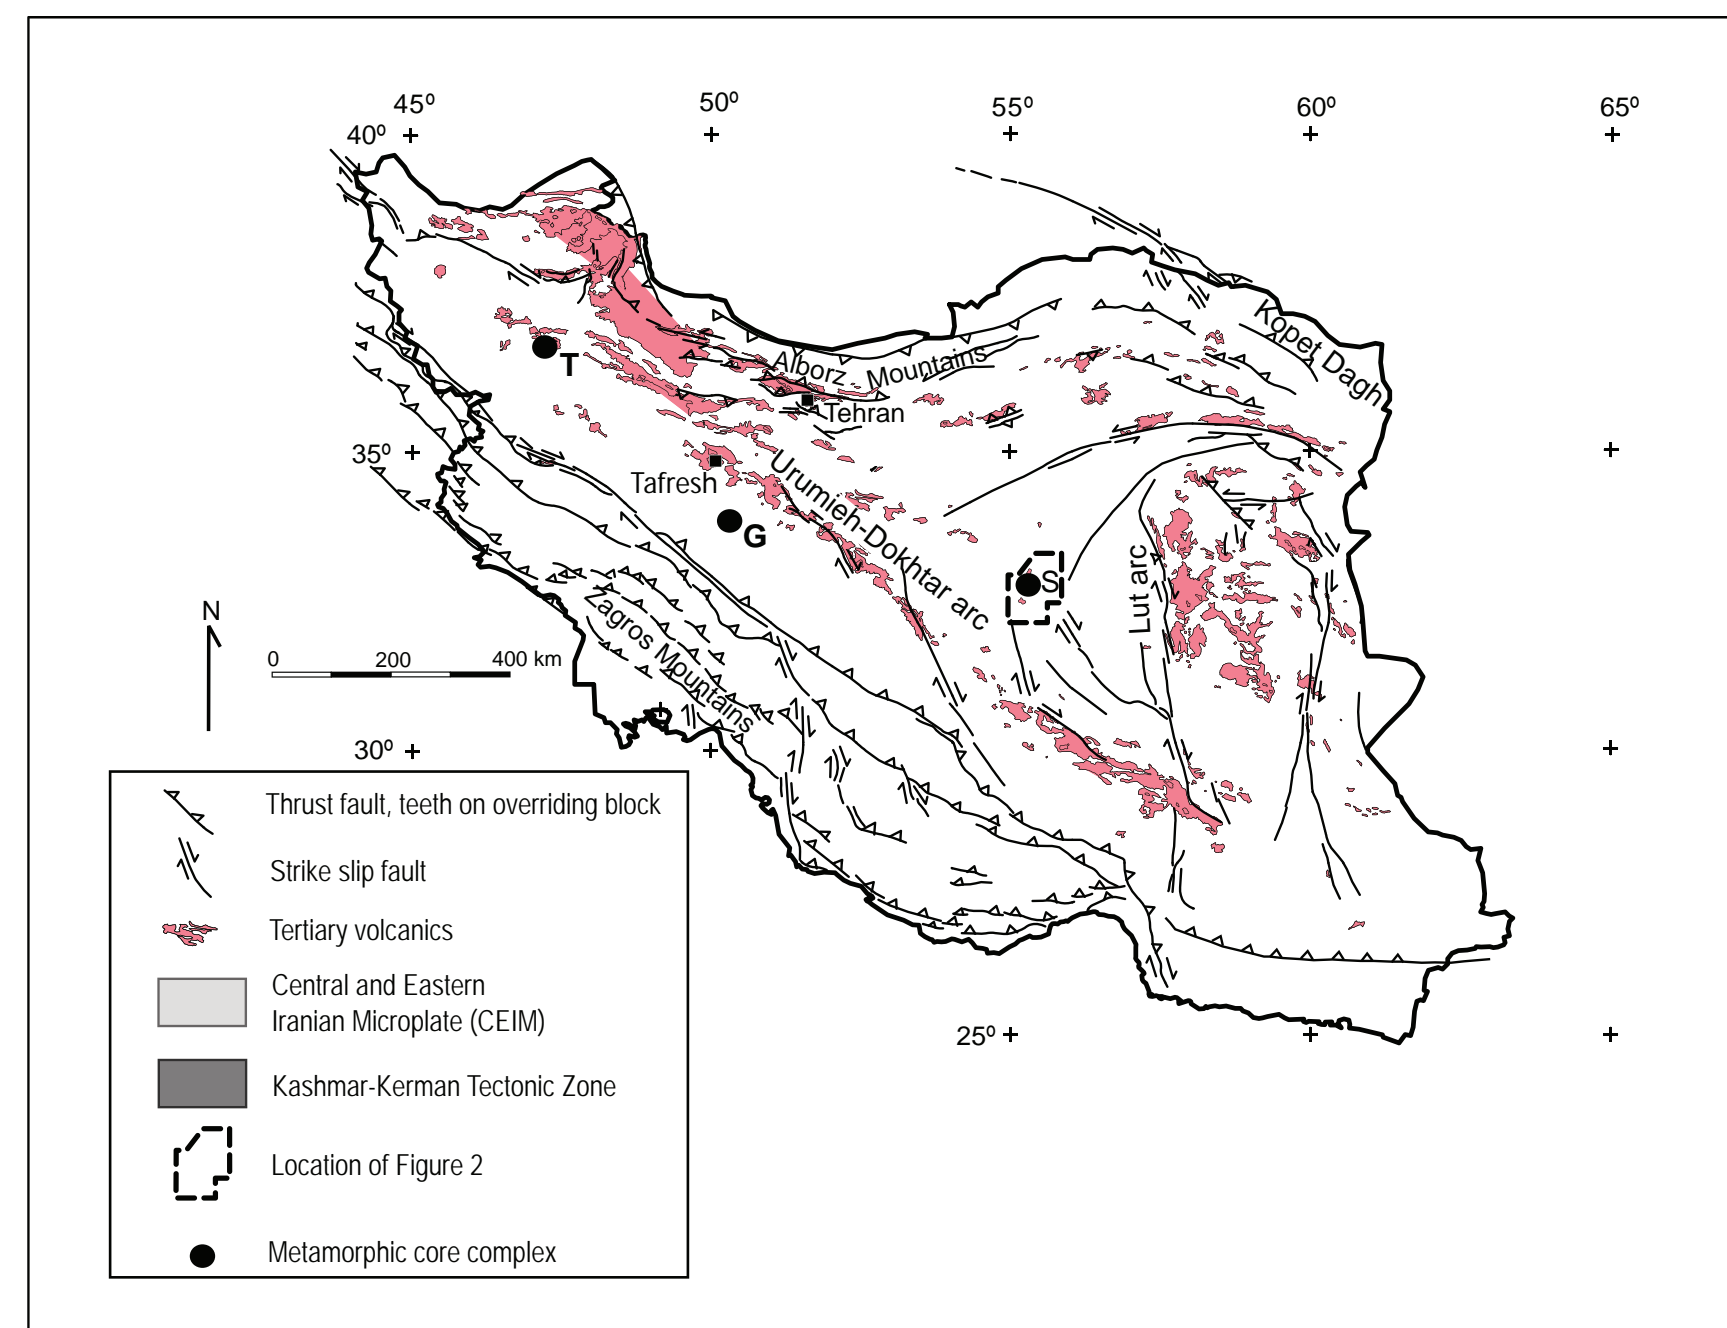 45º
50º
55º
60º
65º
40º
Kopet Dagh
Alborz
Mountains
T
Tehran
35º
Tafresh
Urumieh-Dokhtar arc
G
S
Lut arc
Zagros Mountains
N
0
200
400 km
30º
25º
Thrust fault, teeth on overriding block
Strike slip fault
Tertiary volcanics
Central and Eastern
Iranian Microplate (CEIM)
Kashmar-Kerman Tectonic Zone
Location of Figure 2
Metamorphic core complex